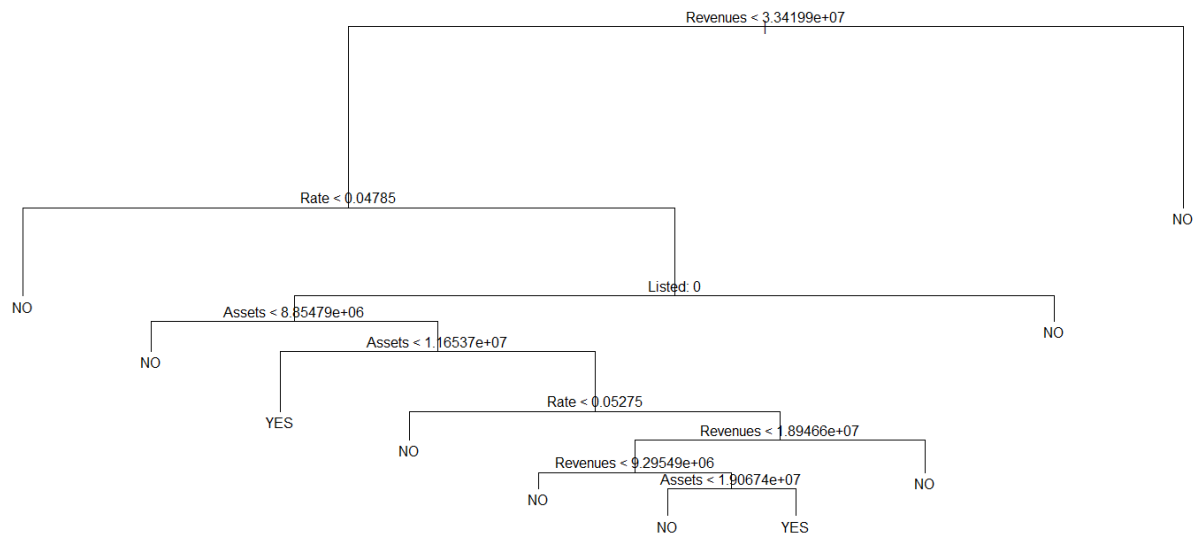 Revenues < 3.34199e+07
Rate < 0.04785
NO
NO
Listed: 0
Assets < 8.85479e+06
NO
NO
Assets < 1.16537e+07
YES
Rate < 0.05275
NO
Revenues < 1.89466e+07
Revenues < 9.29549e+06
NO
Assets < 1.90674e+07
NO
NO
YES